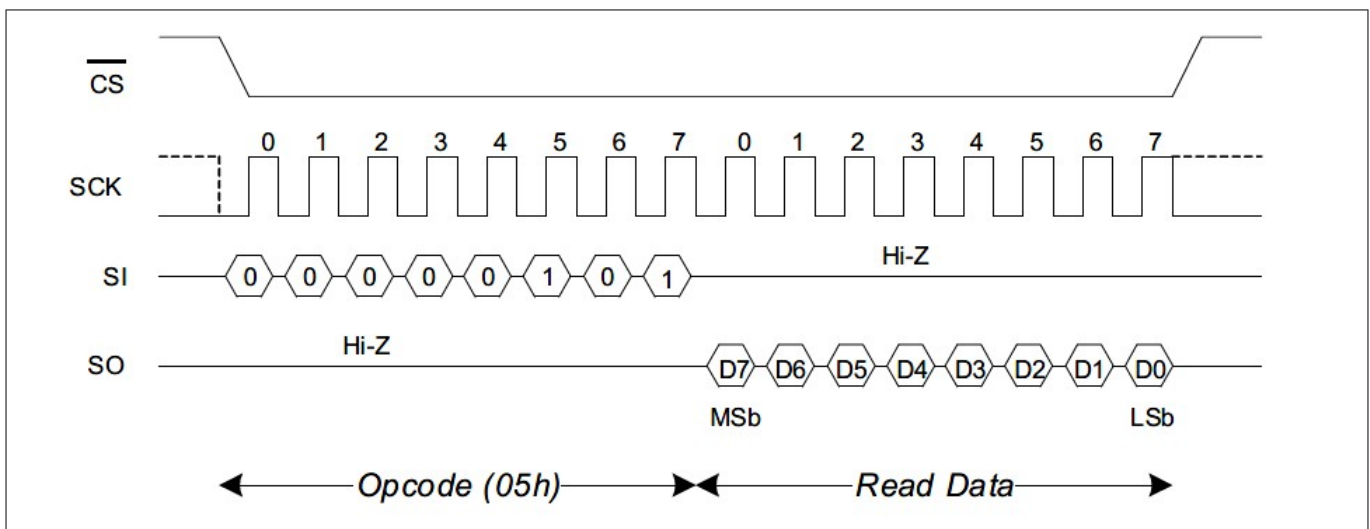 CS
0 1 2 3 4 5 6 7 0 1 2 3 4 5 6 7
SCK
Hi-Z
SI 0 0 0 0 0 1 0 1
Hi-Z
SO D7 D6 D5 D4 D3 D2 D1 D0
MSb LSb
Opcode (05h) Read Data